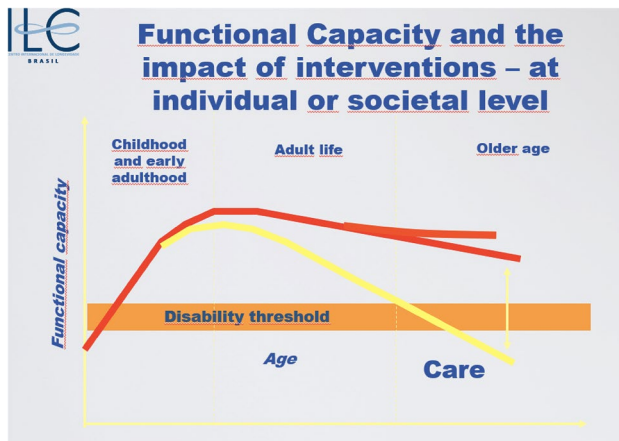 ILC
BRASIL
Functional Capacity and the
impact of interventions – at
individual or societal level
Childhood
and early
adulthood
Adult life
Older age
Functional capacity
Disability threshold
Age
Care